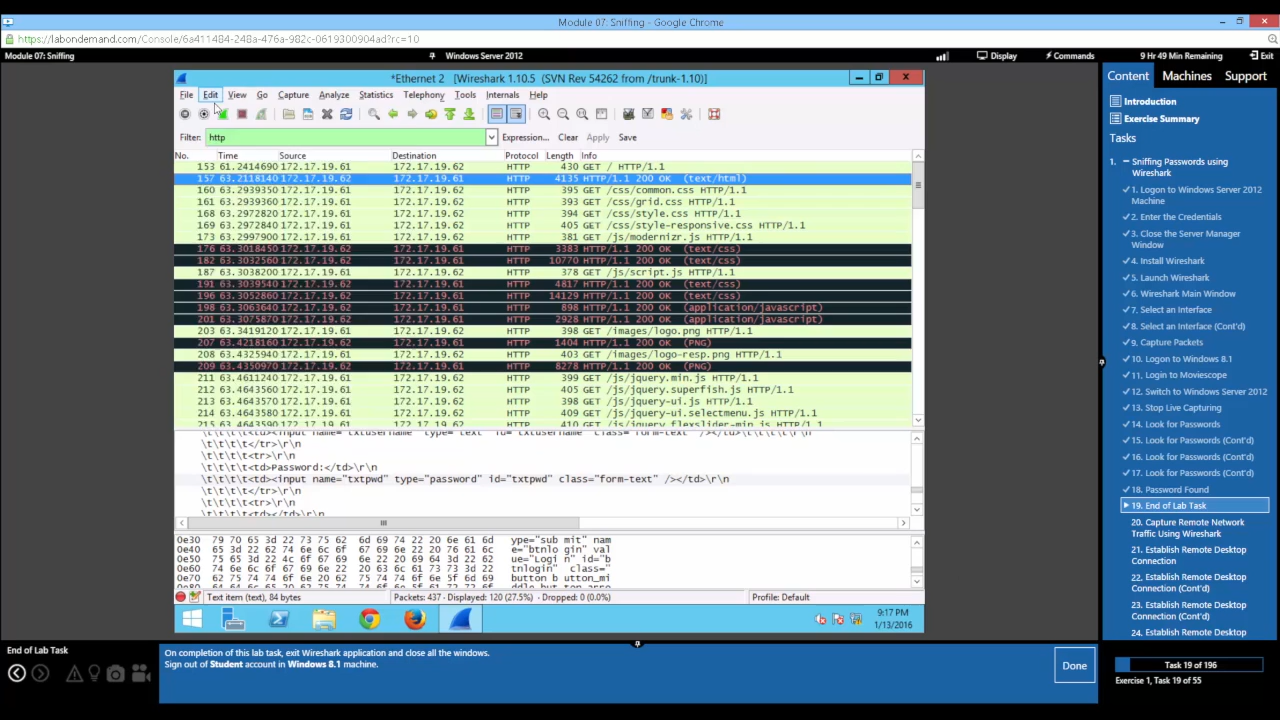 Module 07: Sniffing - Google Chrome
https://labondemand.com/Console/6a411484-248a-476a-982c-0619300904ad?rc=10
Module 07: Sniffing
Windows Server 2012
Display
Commands
9 Hr 49 Min Remaining
Exit
*Ethernet 2 [Wireshark 1.10.5 (SVN Rev 54262 from /trunk-1.10)]
File Edit View Go Capture Analyze Statistics Telephony Tools Internals Help
Filter: http Expression... Clear Apply Save
No. Time Source Destination Protocol Length Info
153 61.2414690 172.17.19.61 172.17.19.62 HTTP 430 GET / HTTP/1.1
157 63.2118140 172.17.19.62 172.17.19.61 HTTP 4135 HTTP/1.1 200 OK (text/html)
160 63.2939350 172.17.19.61 172.17.19.62 HTTP 395 GET /css/common.css HTTP/1.1
161 63.2939360 172.17.19.61 172.17.19.62 HTTP 393 GET /css/grid.css HTTP/1.1
168 63.2972820 172.17.19.61 172.17.19.62 HTTP 394 GET /css/style.css HTTP/1.1
169 63.2972840 172.17.19.61 172.17.19.62 HTTP 405 GET /css/style-responsive.css HTTP/1.1
173 63.2997900 172.17.19.61 172.17.19.62 HTTP 381 GET /js/modernizr.js HTTP/1.1
176 63.3018450 172.17.19.62 172.17.19.61 HTTP 3383 HTTP/1.1 200 OK (text/css)
182 63.3032560 172.17.19.62 172.17.19.61 HTTP 10770 HTTP/1.1 200 OK (text/css)
187 63.3038200 172.17.19.61 172.17.19.62 HTTP 378 GET /js/script.js HTTP/1.1
191 63.3039540 172.17.19.62 172.17.19.61 HTTP 4817 HTTP/1.1 200 OK (text/css)
196 63.3052860 172.17.19.62 172.17.19.61 HTTP 14129 HTTP/1.1 200 OK (text/css)
198 63.3063640 172.17.19.62 172.17.19.61 HTTP 898 HTTP/1.1 200 OK (application/javascript)
201 63.3075870 172.17.19.62 172.17.19.61 HTTP 2928 HTTP/1.1 200 OK (application/javascript)
203 63.3419120 172.17.19.61 172.17.19.62 HTTP 398 GET /images/logo.png HTTP/1.1
207 63.4218160 172.17.19.62 172.17.19.61 HTTP 1404 HTTP/1.1 200 OK (PNG)
208 63.4325940 172.17.19.61 172.17.19.62 HTTP 403 GET /images/logo-resp.png HTTP/1.1
209 63.4350970 172.17.19.62 172.17.19.61 HTTP 8278 HTTP/1.1 200 OK (PNG)
211 63.4611240 172.17.19.61 172.17.19.62 HTTP 399 GET /js/jquery.min.js HTTP/1.1
212 63.4643560 172.17.19.61 172.17.19.62 HTTP 405 GET /js/jquery.superfish.js HTTP/1.1
213 63.4643570 172.17.19.61 172.17.19.62 HTTP 401 GET /js/jquery-ui.js HTTP/1.1
214 63.4643580 172.17.19.61 172.17.19.62 HTTP 409 GET /js/jquery-ui.selectmenu.js HTTP/1.1
215 63.4643590 172.17.19.61 172.17.19.62 HTTP 410 GET /js/jquery.flexslider-min.js HTTP/1.1
\t\t\t\t</tr>\r\n
\t\t\t\t<tr>\r\n
\t\t\t\t<td>Password:</td>\r\n
\t\t\t\t<td><input name="txtpwd" type="password" id="txtpwd" class="form-text" /></td>\r\n
\t\t\t\t</tr>\r\n
\t\t\t\t<tr>\r\n
\t\t\t\t<td></td>\r\n
0e30 79 70 65 3d 22 73 75 62 6d 69 74 22 20 6e 61 6d ype="sub mit" nam
0e40 65 3d 22 62 74 6e 6c 6f 67 69 6e 22 20 76 61 6c e="btnlo gin" val
0e50 75 65 3d 22 4c 6f 67 69 6e 22 20 69 64 3d 22 62 ue="Logi n" id="b
0e60 74 6e 6c 6f 67 69 6e 22 20 63 6c 61 73 73 3d 22 tnlogin" class="
0e70 62 75 74 74 6f 6e 20 62 75 74 74 6f 6e 5f 6d 69 button b utton_mi
Text item (text), 84 bytes
Packets: 437 · Displayed: 120 (27.5%) · Dropped: 0 (0.0%)
Profile: Default
9:17 PM
1/13/2016
Content Machines Support
Introduction
Exercise Summary
Tasks
1. Sniffing Passwords using
Wireshark
1. Logon to Windows Server 2012
Machine
2. Enter the Credentials
3. Close the Server Manager
Window
4. Install Wireshark
5. Launch Wireshark
6. Wireshark Main Window
7. Select an Interface
8. Select an Interface (Cont'd)
9. Capture Packets
10. Logon to Windows 8.1
11. Login to Moviescope
12. Switch to Windows Server 2012
13. Stop Live Capturing
14. Look for Passwords
15. Look for Passwords (Cont'd)
16. Look for Passwords (Cont'd)
17. Look for Passwords (Cont'd)
18. Password Found
19. End of Lab Task
20. Capture Remote Network
Traffic Using Wireshark
21. Establish Remote Desktop
Connection
22. Establish Remote Desktop
Connection (Cont'd)
23. Establish Remote Desktop
Connection (Cont'd)
24. Establish Remote Desktop
Task 19 of 196
Exercise 1, Task 19 of 55
End of Lab Task
On completion of this lab task, exit Wireshark application and close all the windows.
Sign out of Student account in Windows 8.1 machine.
Done